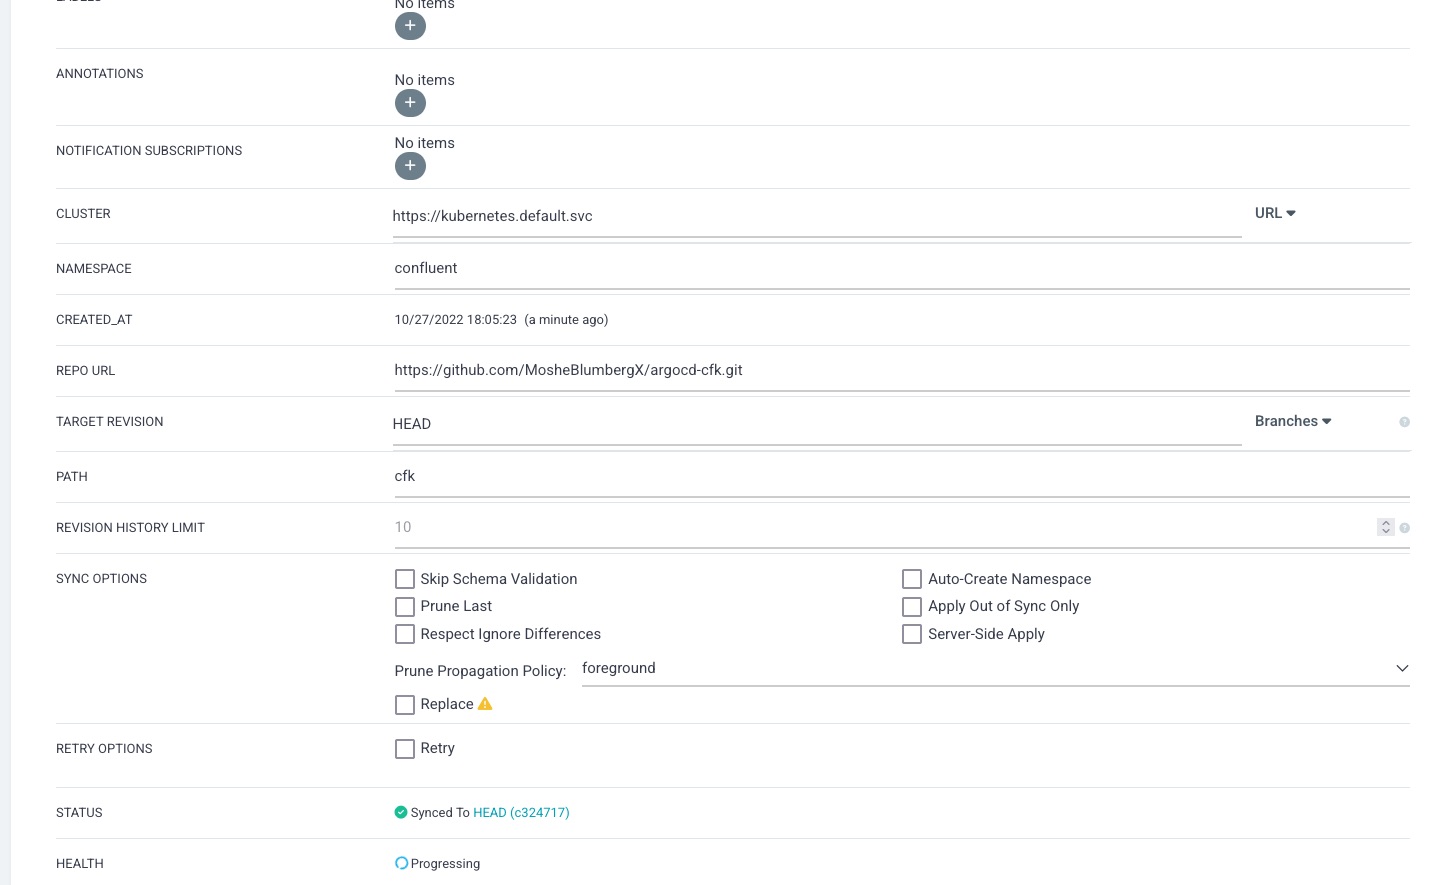 No items
+
ANNOTATIONS
No items
+
NOTIFICATION SUBSCRIPTIONS
No items
+
CLUSTER
https://kubernetes.default.svc
URL
NAMESPACE
confluent
CREATED_AT
10/27/2022 18:05:23 (a minute ago)
REPO URL
https://github.com/MosheBlumbergX/argocd-cfk.git
TARGET REVISION
HEAD
Branches
?
PATH
cfk
REVISION HISTORY LIMIT
10
?
SYNC OPTIONS
Skip Schema Validation
Auto-Create Namespace
Prune Last
Apply Out of Sync Only
Respect Ignore Differences
Server-Side Apply
Prune Propagation Policy: foreground
Replace
RETRY OPTIONS
Retry
STATUS
Synced To HEAD (c324717)
HEALTH
Progressing